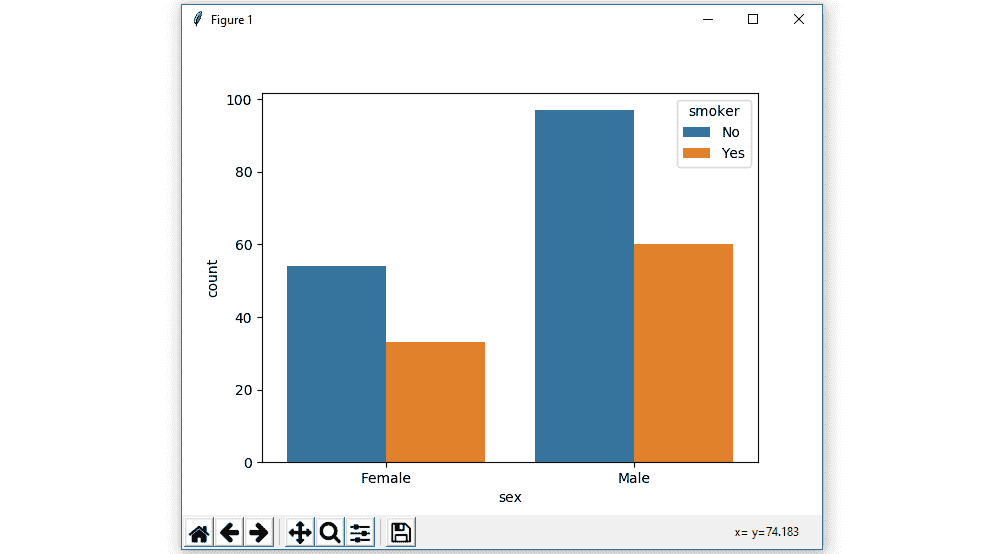 Figure 1
smoker
No
Yes
100
80
60
40
20
0
count
Female Male
sex
x= y=74.183